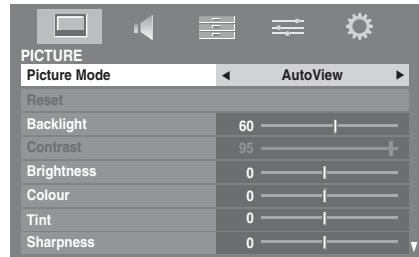 PICTURE
Picture Mode ◀ AutoView ▶
Reset
Backlight 60
Contrast 95
Brightness 0
Colour 0
Tint 0
Sharpness 0